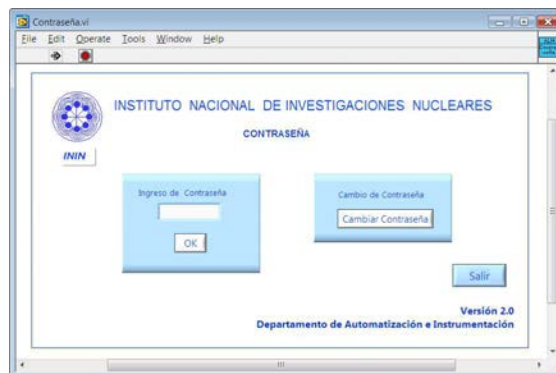 Contraseña.vi
File Edit Operate Tools Window Help
INSTITUTO NACIONAL DE INVESTIGACIONES NUCLEARES
CONTRASEÑA
ININ
Ingreso de Contraseña
OK
Cambio de Contraseña
Cambiar Contraseña
Salir
Versión 2.0
Departamento de Automatización e Instrumentación